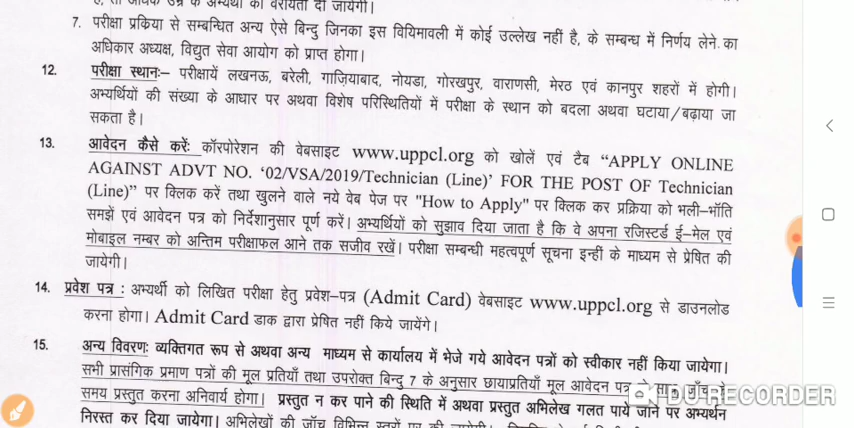 है, तो अधिक उम्र के अभ्यर्थी को वरीयता दी जायेगी।
7. परीक्षा प्रकिया से सम्बन्धित अन्य ऐसे बिन्दु जिनका इस वियिमावली में कोई उल्लेख नहीं है, के सम्बन्ध में निर्णय लेने का
अधिकार अध्यक्ष, विद्युत सेवा आयोग को प्राप्त होगा।
12. परीक्षा स्थानः– परीक्षायें लखनऊ, बरेली, गाज़ियाबाद, नोयडा, गोरखपुर, वाराणसी, मेरठ एवं कानपुर शहरों में होगी।
अभ्यर्थियों की संख्या के आधार पर अथवा विशेष परिस्थितियों में परीक्षा के स्थान को बदला अथवा घटाया/बढ़ाया जा
सकता है।
13. आवेदन कैसे करेंः कॉरपोरेशन की वेबसाइट www.uppcl.org को खोलें एवं टैब “APPLY ONLINE
AGAINST ADVT NO. ‘02/VSA/2019/Technician (Line)’ FOR THE POST OF Technician
(Line)” पर क्लिक करें तथा खुलने वाले नये वेब पेज पर "How to Apply" पर क्लिक कर प्रक्रिया को भली–भॉति
समझें एवं आवेदन पत्र को निर्देशानुसार पूर्ण करें। अभ्यर्थियों को सुझाव दिया जाता है कि वे अपना रजिस्टर्ड ई–मेल एवं
मोबाइल नम्बर को अन्तिम परीक्षाफल आने तक सजीव रखें। परीक्षा सम्बन्धी महत्वपूर्ण सूचना इन्हीं के माध्यम से प्रेषित की
जायेगी।
14. प्रवेश पत्र : अभ्यर्थी को लिखित परीक्षा हेतु प्रवेश–पत्र (Admit Card) वेबसाइट www.uppcl.org से डाउनलोड
करना होगा। Admit Card डाक द्वारा प्रेषित नहीं किये जायेंगे।
15. अन्य विवरणः व्यक्तिगत रूप से अथवा अन्य माध्यम से कार्यालय में भेजे गये आवेदन पत्रों को स्वीकार नहीं किया जायेगा।
सभी प्रासंगिक प्रमाण पत्रों की मूल प्रतियाँ तथा उपरोक्त बिन्दु 7 के अनुसार छायाप्रतियाँ मूल आवेदन पत्र के साथ जाँच के
समय प्रस्तुत करना अनिवार्य होगा। प्रस्तुत न कर पाने की स्थिति में अथवा प्रस्तुत अभिलेख गलत पाये जाने पर अभ्यर्थन
निरस्त कर दिया जायेगा। अभिलेखों की जाँच विभिन्न स्तरों पर की जायेगी।
DU RECORDER